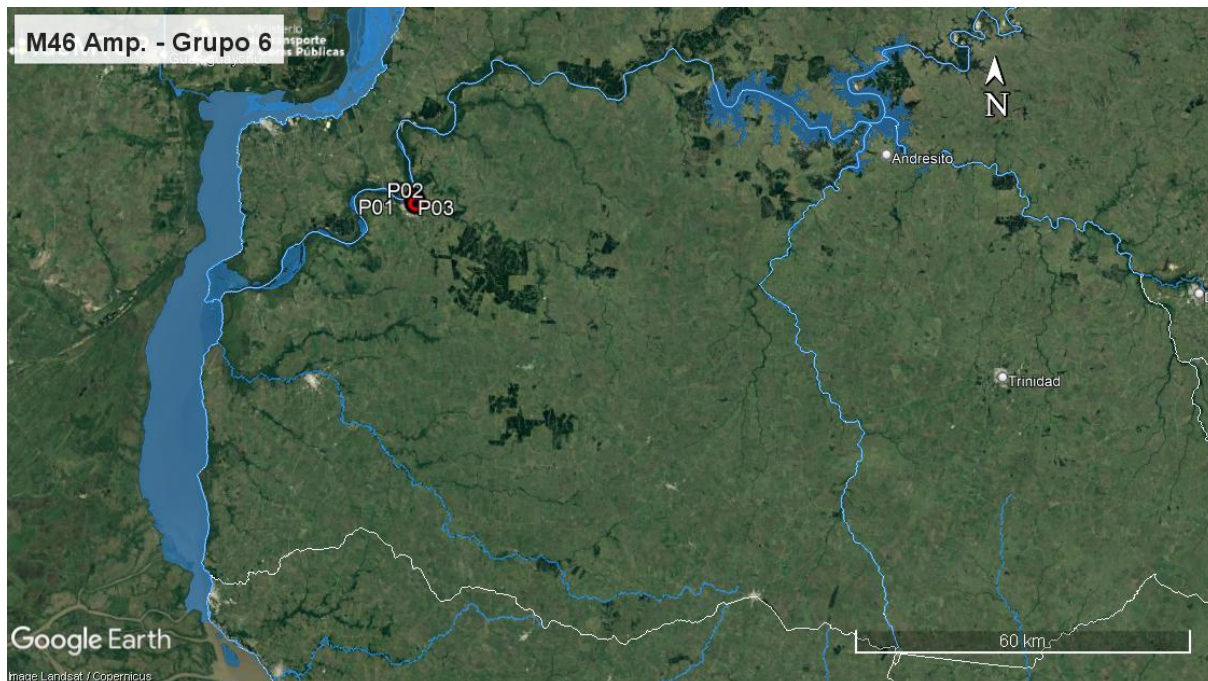 M46 Amp. - Grupo 6
P02
P01
P03
Andresito
N
Trinidad
60 km
Google Earth
Image Landsat / Copernicus